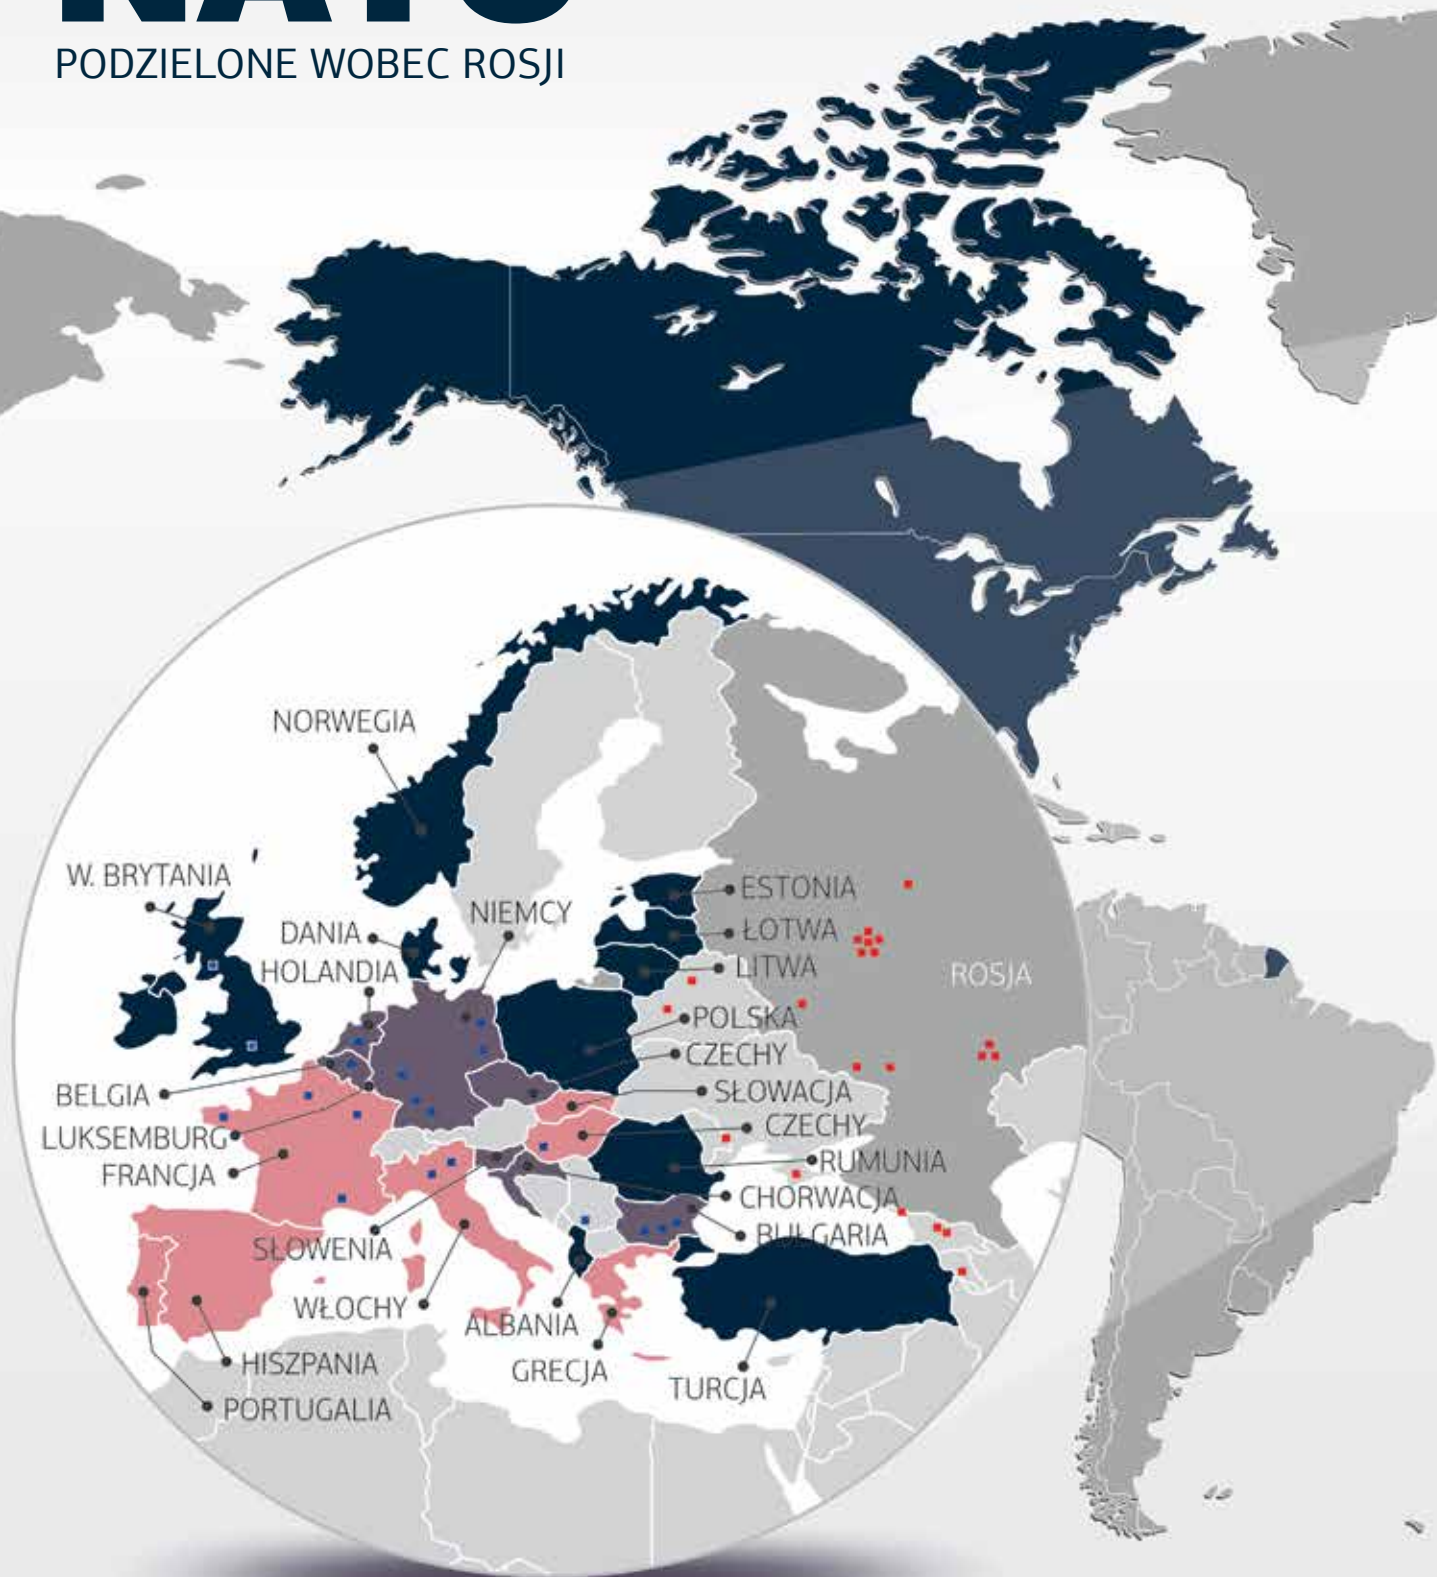 NATO
PODZIELONE WOBEC ROSJI
NORWEGIA
W. BRYTANIA
NIEMCY
DANIA
HOLANDIA
ESTONIA
ŁOTWA
LITWA
ROSJA
POLSKA
CZECHY
SŁOWACJA
BELGIA
CZECHY
LUKSEMBURG
FRANCJA
RUMUNIA
CHORWACJA
BUŁGARIA
SŁOWENIA
WŁOCHY
ALBANIA
GRECJA
HISZPANIA
TURCJA
PORTUGALIA